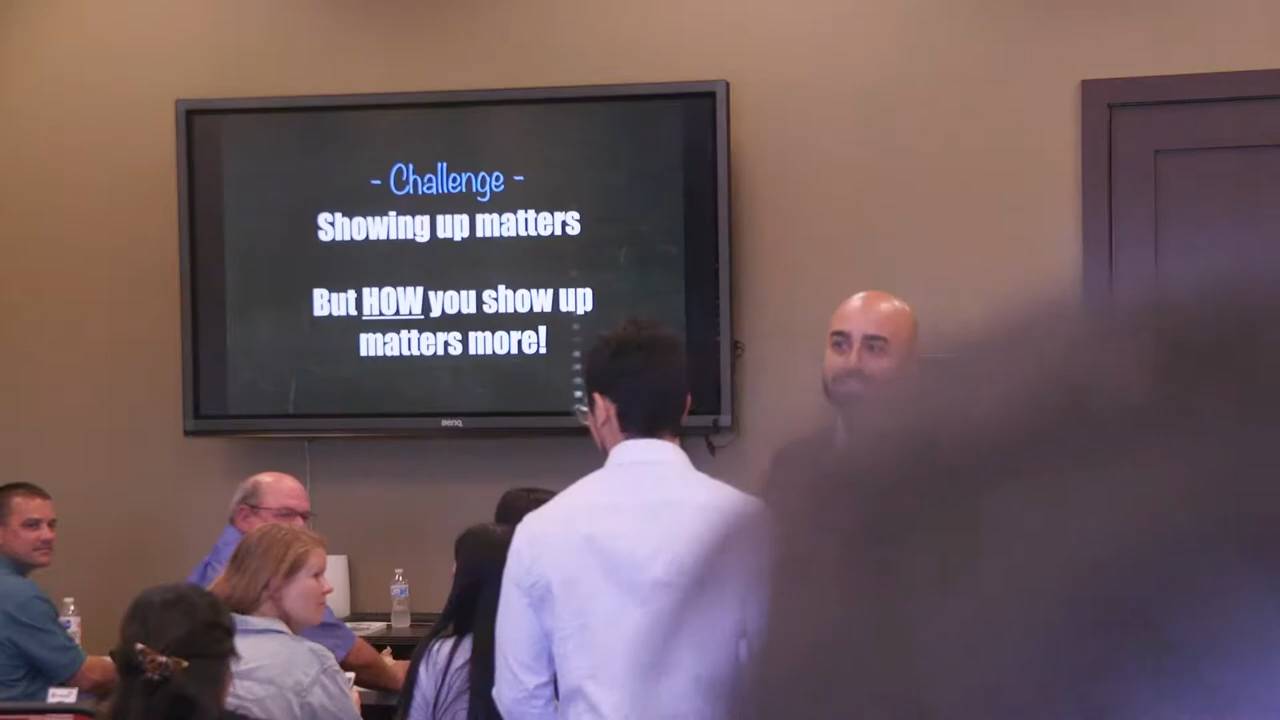 - Challenge -
Showing up matters
But HOW you show up
matters more!
BenQ